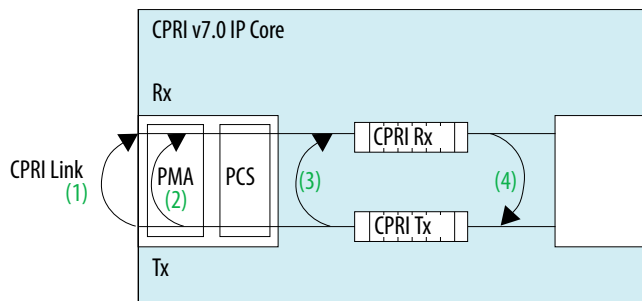 CPRI v7.0 IP Core
Rx
CPRI Link
(1)
PMA
(2)
PCS
(3)
CPRI Rx
(4)
CPRI Tx
Tx